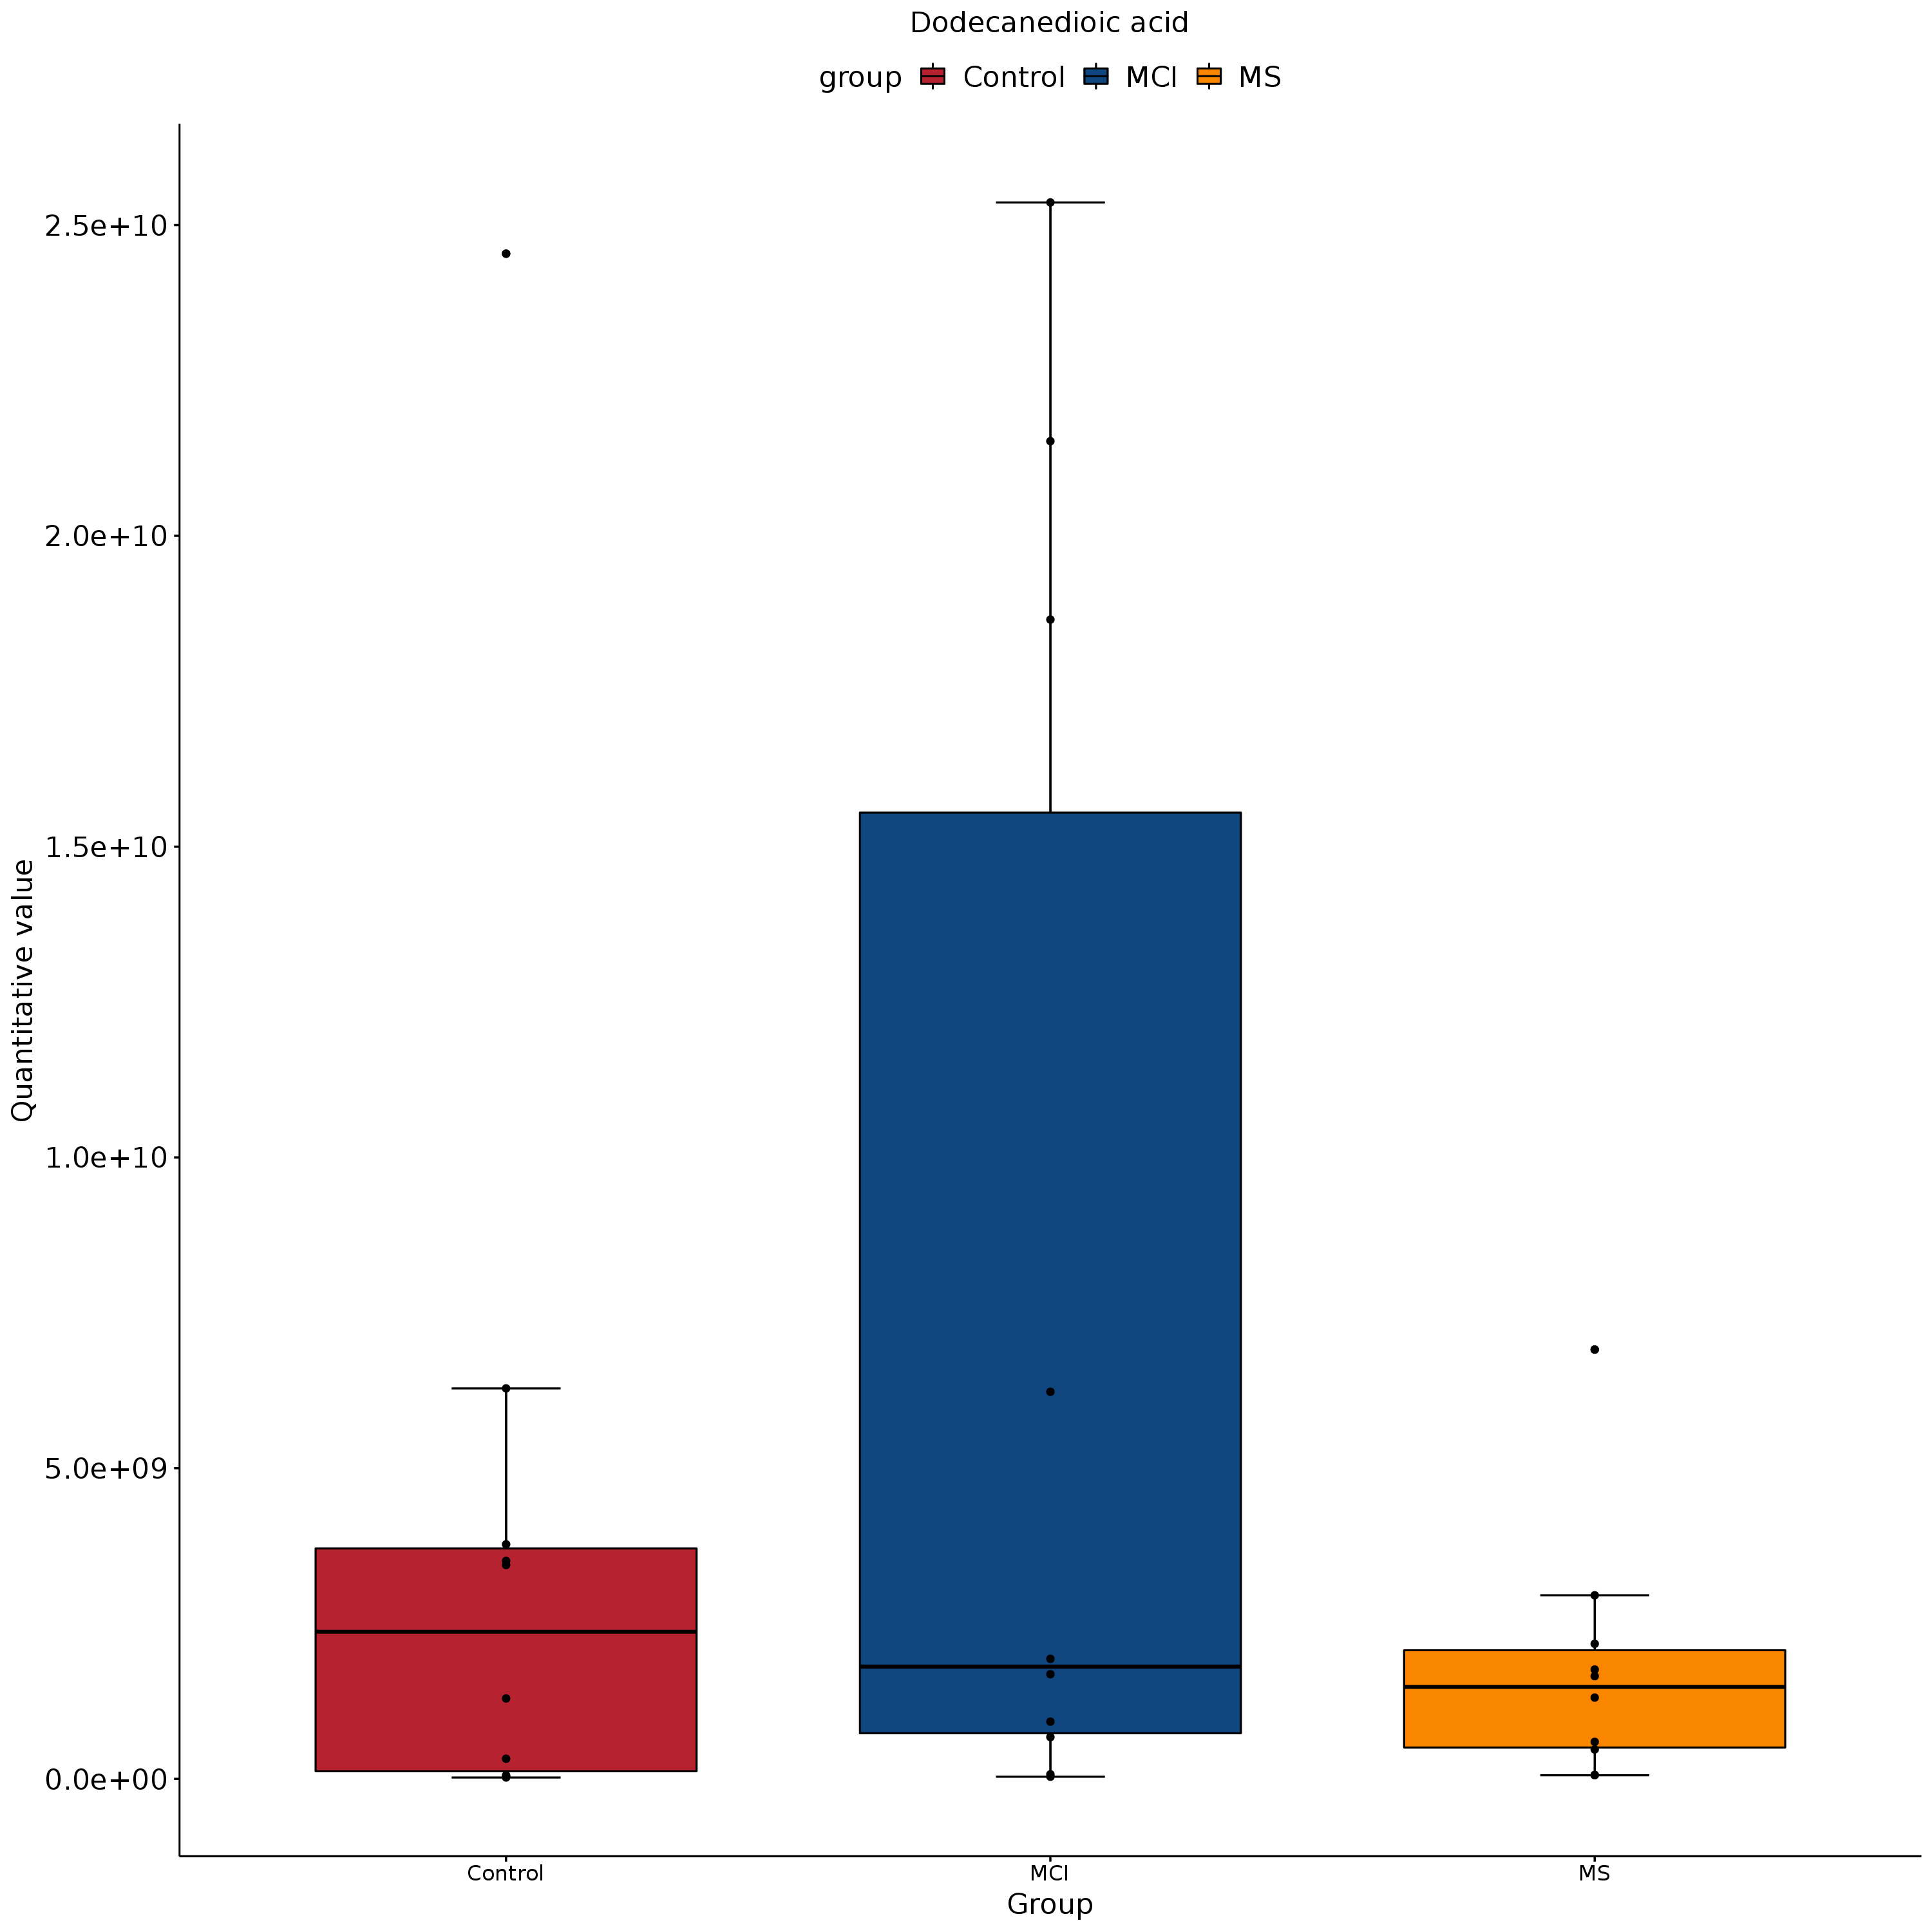 Dodecanedioic acid
group Control MCI MS
Quantitative value
2.5e+10
2.0e+10
1.5e+10
1.0e+10
5.0e+09
0.0e+00
Control MCI MS
Group